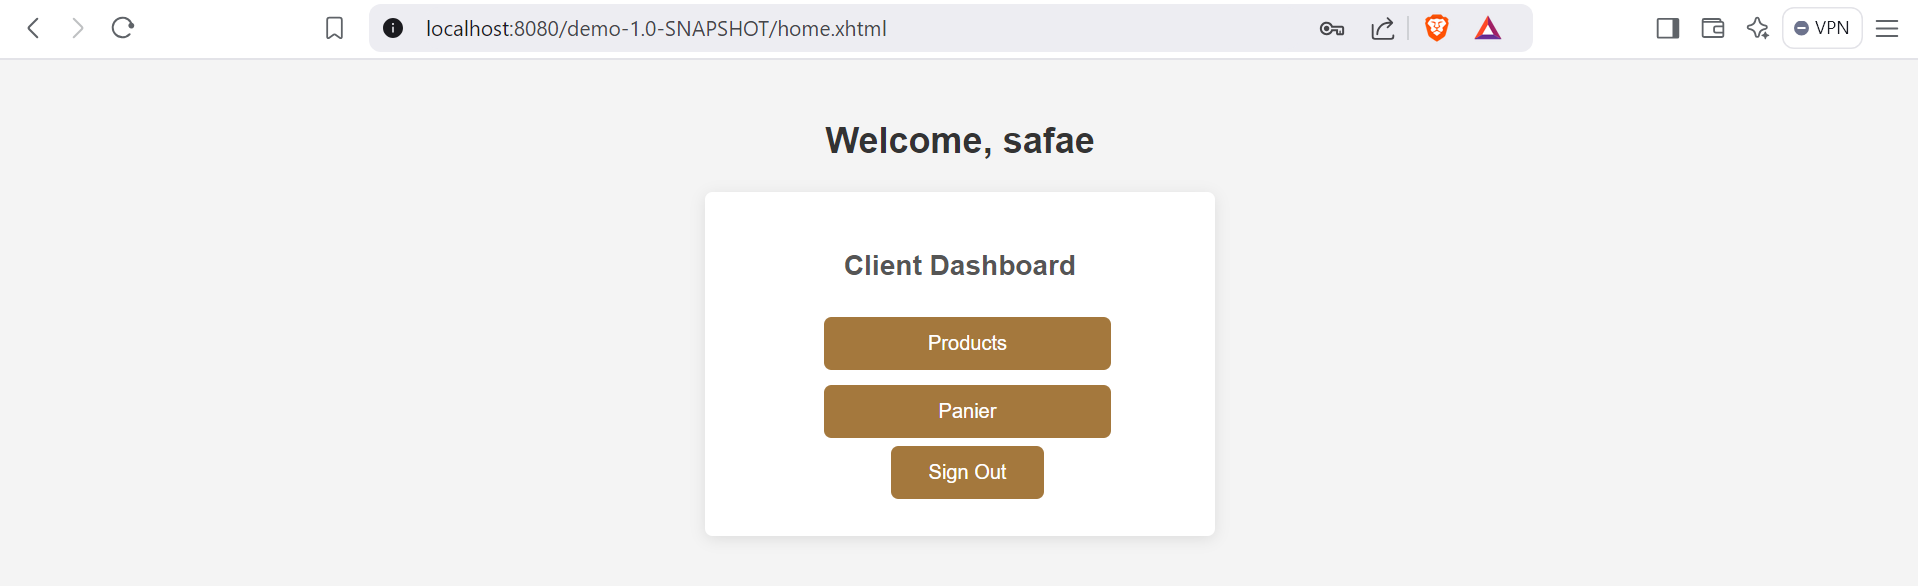 localhost:8080/demo-1.0-SNAPSHOT/home.xhtml
VPN
Welcome, safae
Client Dashboard
Products
Panier
Sign Out